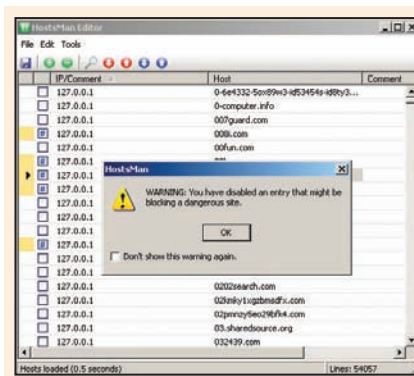 HostsMan Editor
File Edit Tools
IP/Comment Host Comment
127.0.0.1
127.0.0.1 0-computer.info
127.0.0.1 007guard.com
127.0.0.1 008i.com
127.0.0.1 00fun.com
127.0.0.1
127.0.0.1
127.0.0.1
HostsMan
WARNING: You have disabled an entry that might be
blocking a dangerous site.
OK
Don't show this warning again.
127.0.0.1
127.0.0.1
127.0.0.1
127.0.0.1
127.0.0.1
127.0.0.1
127.0.0.1 0202search.com
127.0.0.1
127.0.0.1
127.0.0.1 03.sharedsource.org
127.0.0.1 032439.com
Hosts loaded (0.5 seconds) Lines: 54057